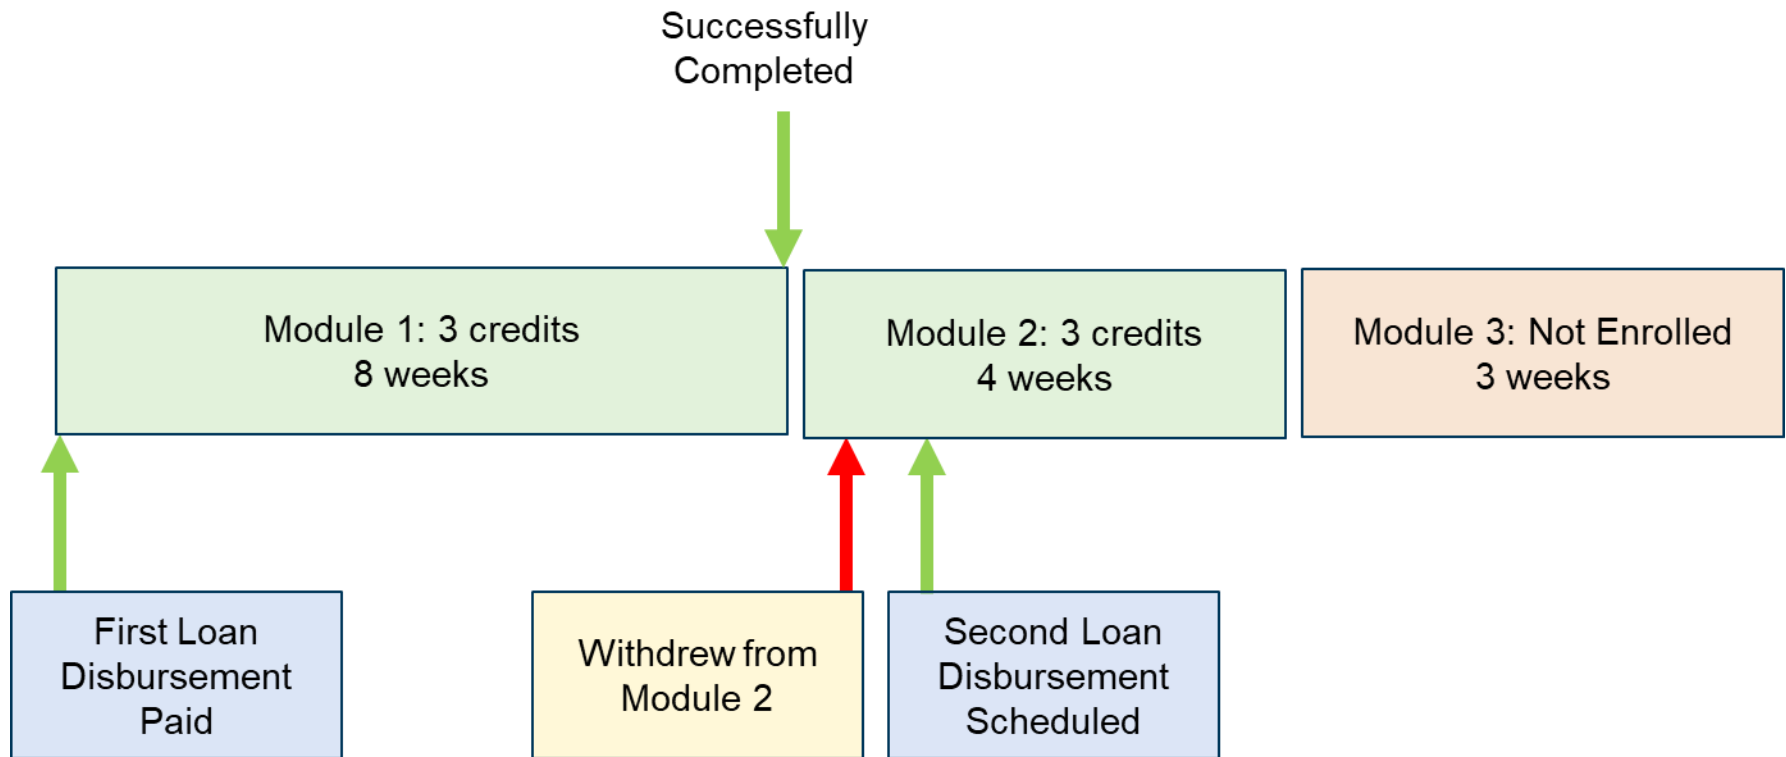 Successfully
Completed
Module 1: 3 credits
8 weeks
Module 2: 3 credits
4 weeks
Module 3: Not Enrolled
3 weeks
First Loan
Disbursement
Paid
Withdrew from
Module 2
Second Loan
Disbursement
Scheduled